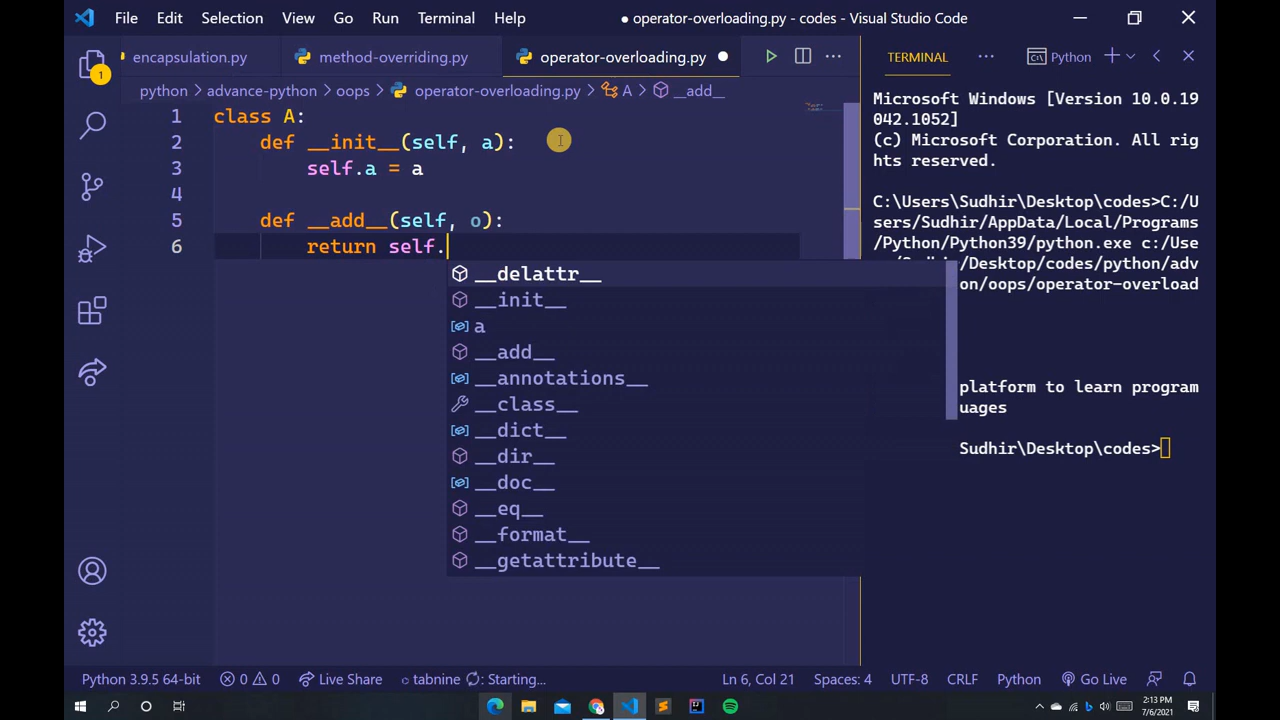 File Edit Selection View Go Run Terminal Help ● operator-overloading.py - codes - Visual Studio Code
encapsulation.py method-overriding.py operator-overloading.py ●
TERMINAL ··· Python
1
python > advance-python > oops > operator-overloading.py > A > __add__
1 class A:
2 def __init__(self, a):
3 self.a = a
4
5 def __add__(self, o):
6 return self.
__delattr__
__init__
a
__add__
__annotations__
__class__
__dict__
__dir__
__doc__
__eq__
__format__
__getattribute__
Microsoft Windows [Version 10.0.19
042.1052]
(c) Microsoft Corporation. All rig
hts reserved.
C:\Users\Sudhir\Desktop\codes>C:/U
sers/Sudhir/AppData/Local/Programs
/Python/Python39/python.exe c:/Use
/Desktop/codes/python/adv
on/oops/operator-overload
platform to learn program
uages
Sudhir\Desktop\codes>
Python 3.9.5 64-bit 0 0 Live Share tabnine : Starting... Ln 6, Col 21 Spaces: 4 UTF-8 CRLF Python Go Live
2:13 PM
7/6/2021